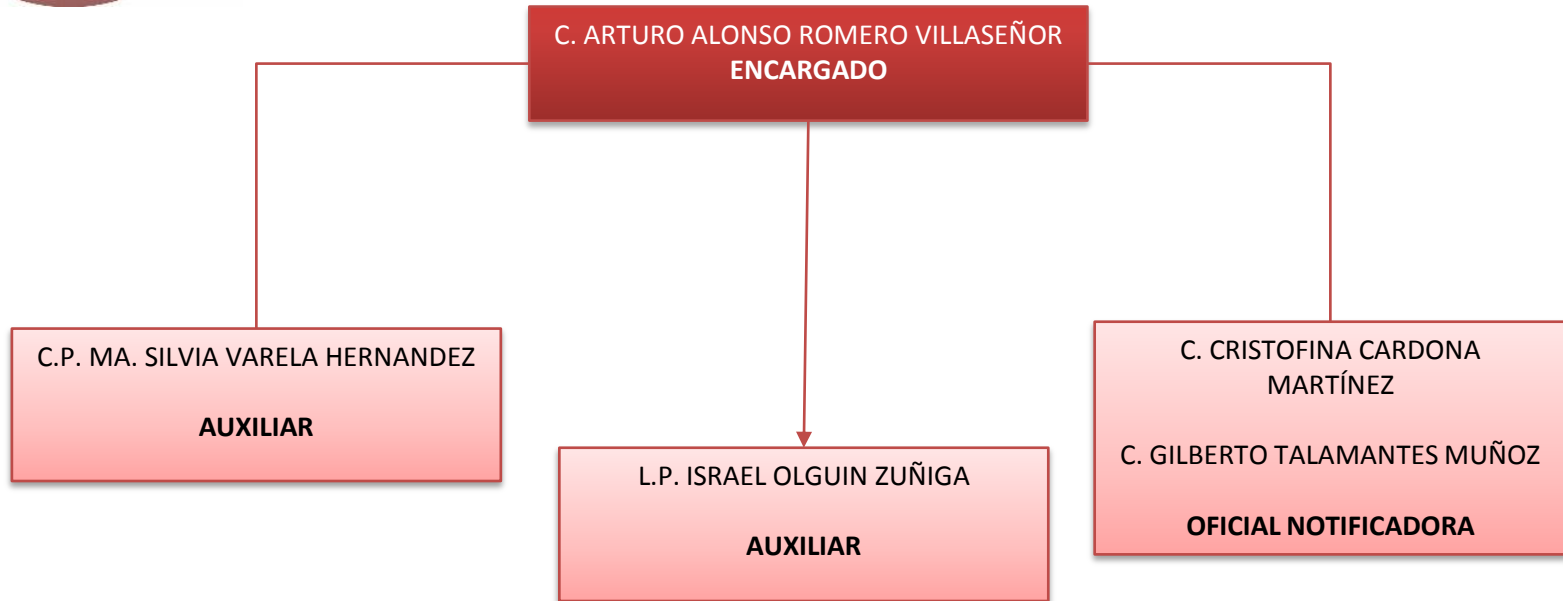 C. ARTURO ALONSO ROMERO VILLASEÑOR
ENCARGADO
C.P. MA. SILVIA VARELA HERNANDEZ
AUXILIAR
L.P. ISRAEL OLGUIN ZUÑIGA
AUXILIAR
C. CRISTOFINA CARDONA
MARTÍNEZ
C. GILBERTO TALAMANTES MUÑOZ
OFICIAL NOTIFICADORA